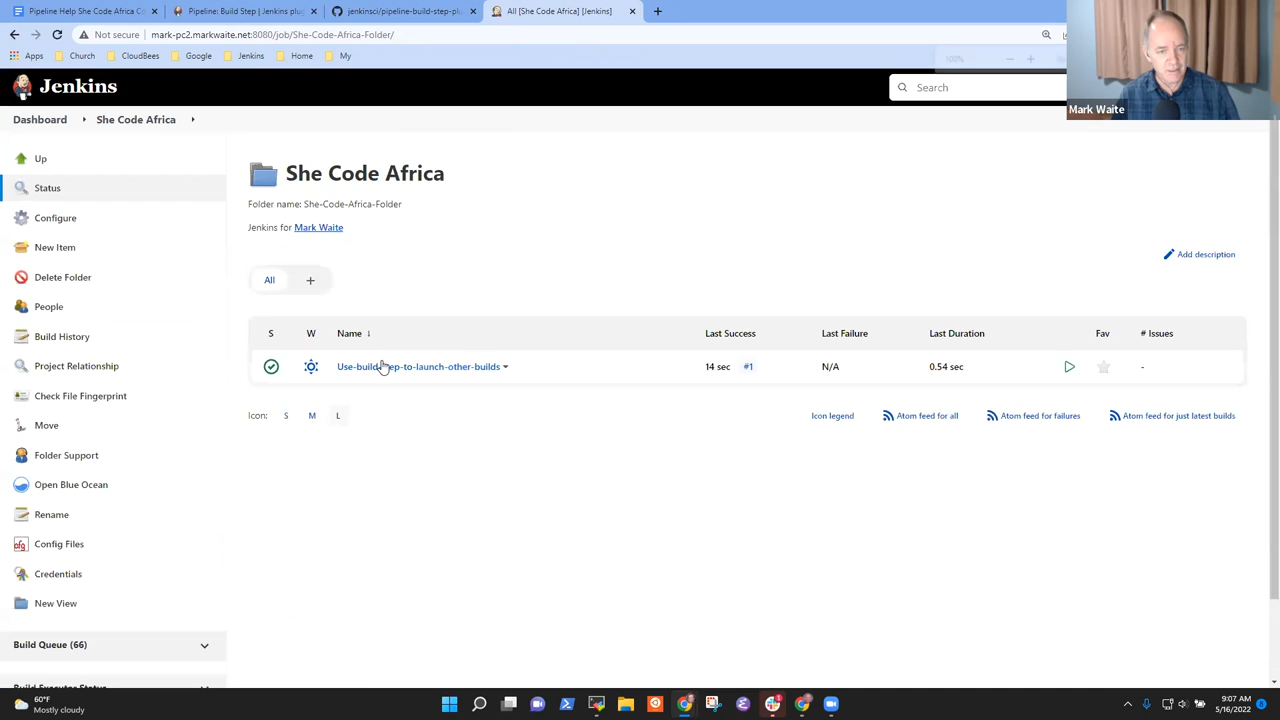 Pipeline Help She Code Africa C
Pipeline: Build Step | Jenkins plug
jenkinsci/pipeline-build-step-plu
All [She Code Africa] [Jenkins]
Not secure
mark-pc2.markwaite.net:8080/job/She-Code-Africa-Folder/
Apps
Church
CloudBees
Google
Jenkins
Home
My
100%
Jenkins
Search
Mark Waite
Dashboard
She Code Africa
Up
Status
Configure
New Item
Delete Folder
People
Build History
Project Relationship
Check File Fingerprint
Move
Folder Support
Open Blue Ocean
Rename
Config Files
Credentials
New View
Build Queue (66)
Build Executor Status
She Code Africa
Folder name: She-Code-Africa-Folder
Jenkins for Mark Waite
Add description
All +
S W Name ↓ Last Success Last Failure Last Duration Fav # Issues
Use-build-step-to-launch-other-builds 14 sec #1 N/A 0.54 sec -
Icon: S M L
Icon legend
Atom feed for all
Atom feed for failures
Atom feed for just latest builds
60°F
Mostly cloudy
9:07 AM
5/16/2022